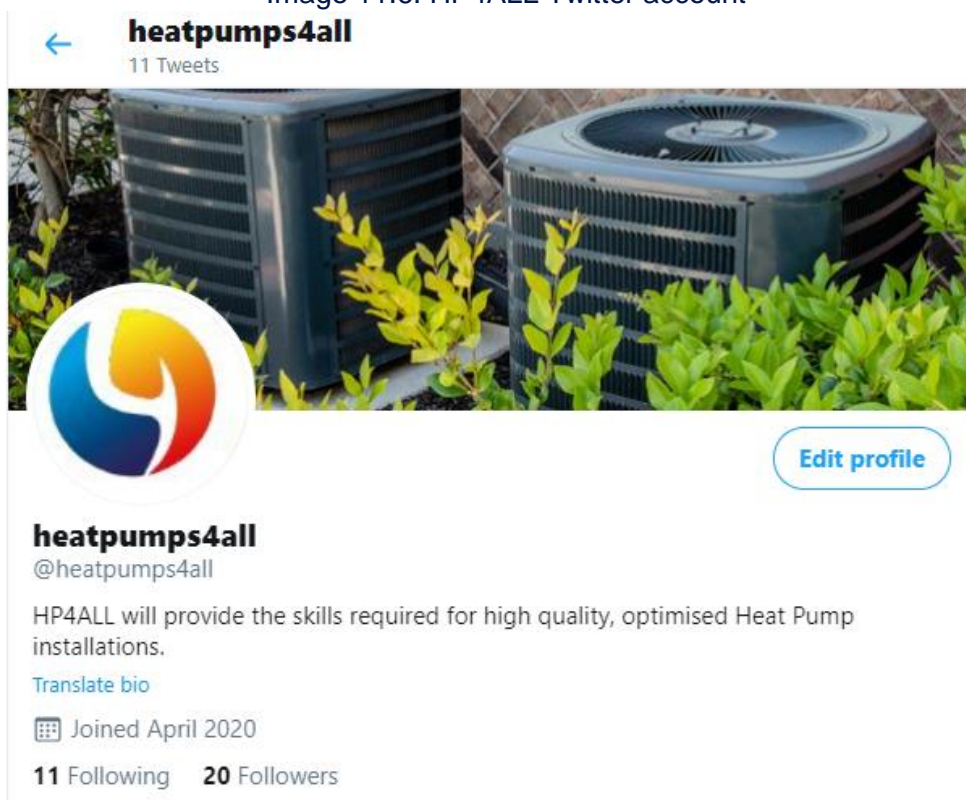 heatpumps4all
11 Tweets
Edit profile
heatpumps4all
@heatpumps4all
HP4ALL will provide the skills required for high quality, optimised Heat Pump
installations.
Translate bio
Joined April 2020
11 Following 20 Followers